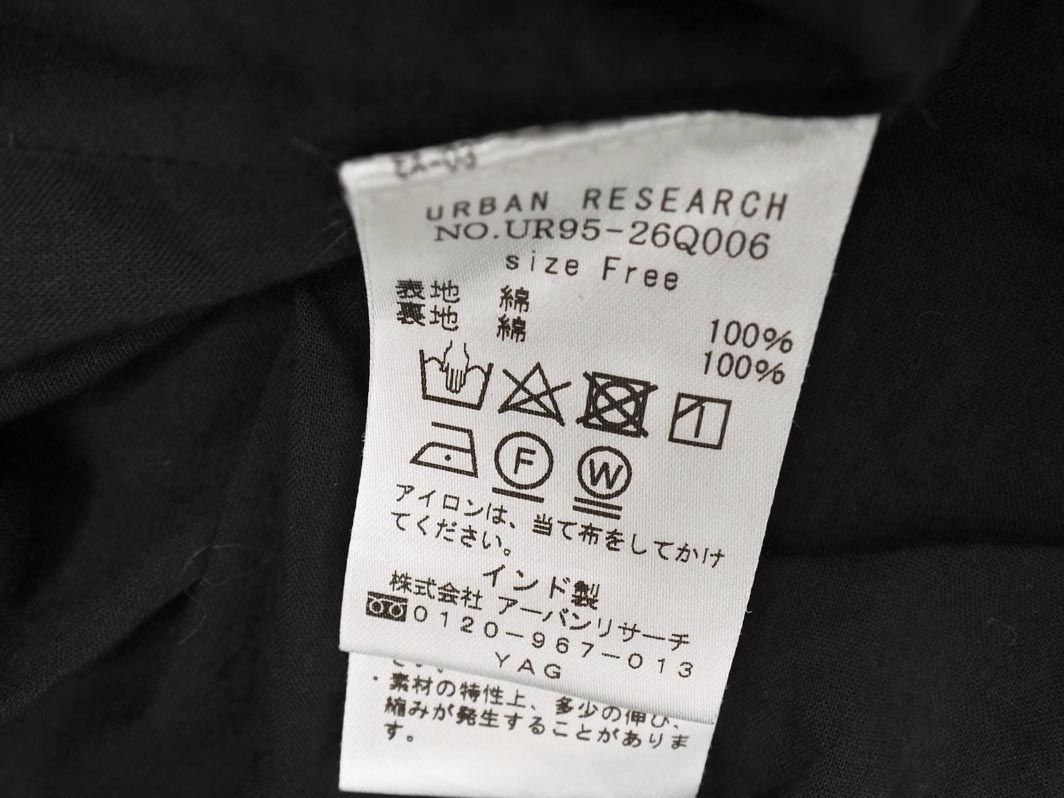 URBAN RESEARCH
NO.UR95-26Q006
size Free
表地 綿 100%
裏地 綿 100%
F W
アイロンは、当て布をしてかけ
てください。
インド製
株式会社 アーバンリサーチ
0120-967-013
YAG
・素材の特性上、多少の伸び、
縮みが発生することがありま
す。